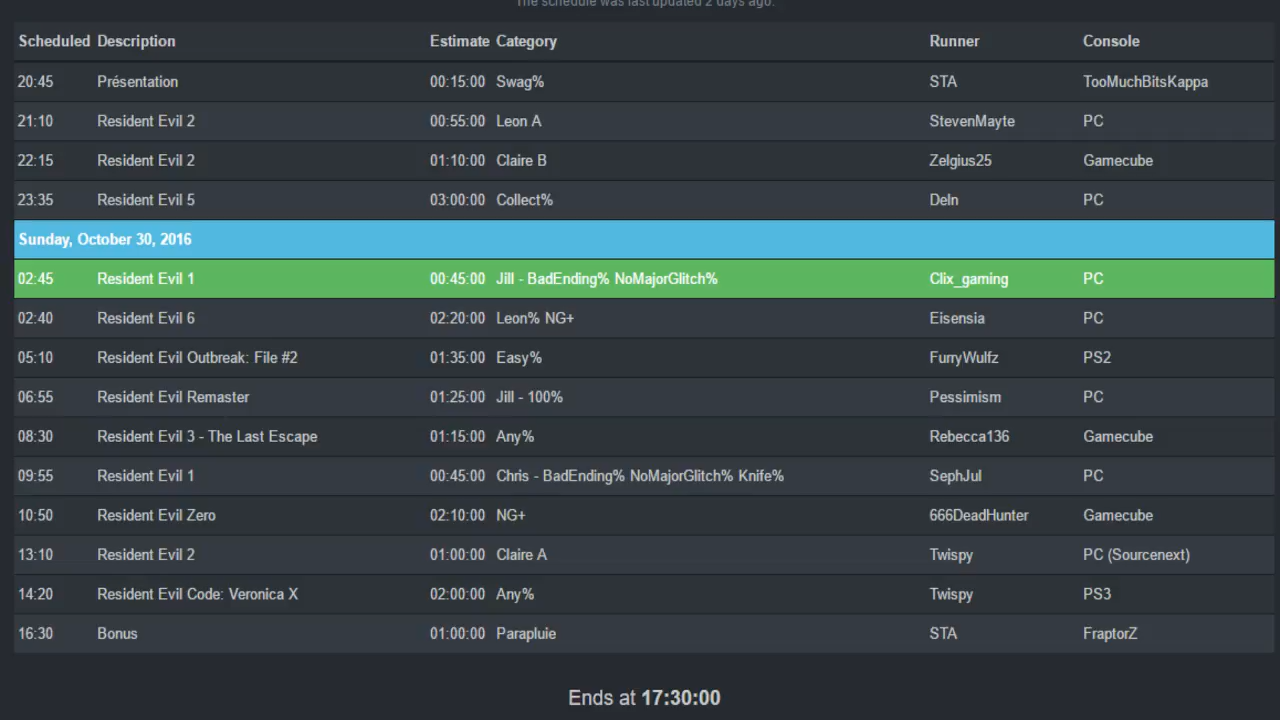 The schedule was last updated 2 days ago.
Scheduled Description Estimate Category Runner Console
20:45 Présentation 00:15:00 Swag% STA TooMuchBitsKappa
21:10 Resident Evil 2 00:55:00 Leon A StevenMayte PC
22:15 Resident Evil 2 01:10:00 Claire B Zelgius25 Gamecube
23:35 Resident Evil 5 03:00:00 Collect% Deln PC
Sunday, October 30, 2016
02:45 Resident Evil 1 00:45:00 Jill - BadEnding% NoMajorGlitch% Clix_gaming PC
02:40 Resident Evil 6 02:20:00 Leon% NG+ Eisensia PC
05:10 Resident Evil Outbreak: File #2 01:35:00 Easy% FurryWulfz PS2
06:55 Resident Evil Remaster 01:25:00 Jill - 100% Pessimism PC
08:30 Resident Evil 3 - The Last Escape 01:15:00 Any% Rebecca136 Gamecube
09:55 Resident Evil 1 00:45:00 Chris - BadEnding% NoMajorGlitch% Knife% SephJul PC
10:50 Resident Evil Zero 02:10:00 NG+ 666DeadHunter Gamecube
13:10 Resident Evil 2 01:00:00 Claire A Twispy PC (Sourcenext)
14:20 Resident Evil Code: Veronica X 02:00:00 Any% Twispy PS3
16:30 Bonus 01:00:00 Parapluie STA FraptorZ
Ends at 17:30:00